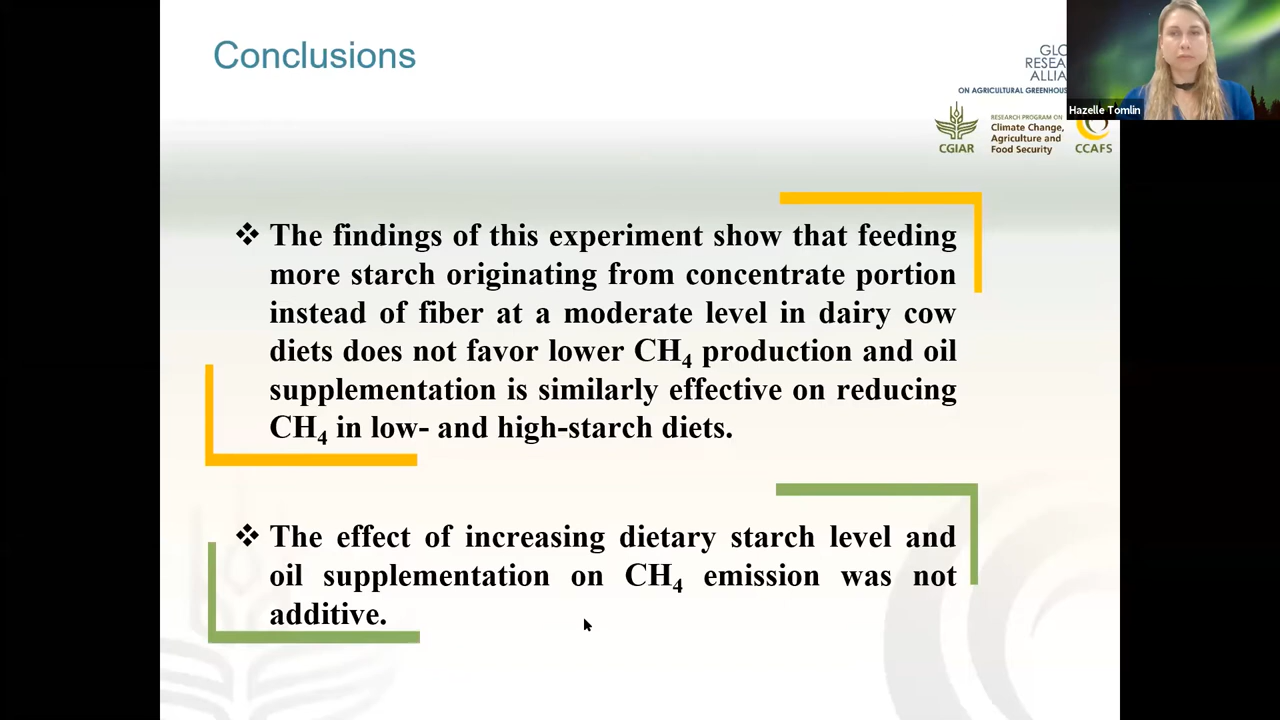 Conclusions
GLO
RESEA
ALLIA
ON AGRICULTURAL GREENHOUS
Hazelle Tomlin
CGIAR
RESEARCH PROGRAM ON
Climate Change,
Agriculture and
Food Security
CCAFS
❖ The findings of this experiment show that feeding
more starch originating from concentrate portion
instead of fiber at a moderate level in dairy cow
diets does not favor lower CH₄ production and oil
supplementation is similarly effective on reducing
CH₄ in low- and high-starch diets.
❖ The effect of increasing dietary starch level and
oil supplementation on CH₄ emission was not
additive.